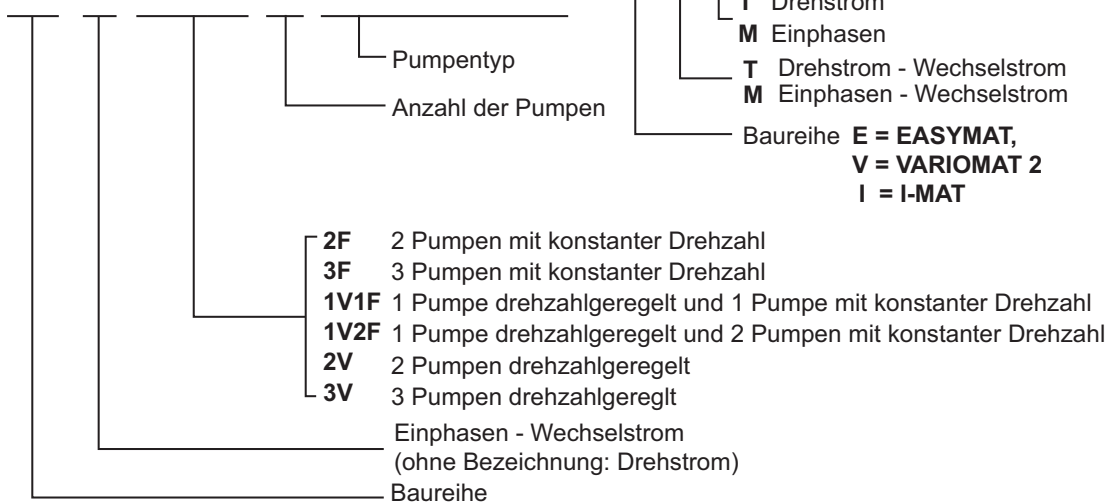 T Drehstrom
M Einphasen
Pumpentyp
T Drehstrom - Wechselstrom
M Einphasen - Wechselstrom
Anzahl der Pumpen
Baureihe E = EASYMAT,
V = VARIOMAT 2
I = I-MAT
2F 2 Pumpen mit konstanter Drehzahl
3F 3 Pumpen mit konstanter Drehzahl
1V1F 1 Pumpe drehzahlgeregelt und 1 Pumpe mit konstanter Drehzahl
1V2F 1 Pumpe drehzahlgeregelt und 2 Pumpen mit konstanter Drehzahl
2V 2 Pumpen drehzahlgeregelt
3V 3 Pumpen drehzahlgereglt
Einphasen - Wechselstrom
(ohne Bezeichnung: Drehstrom)
Baureihe